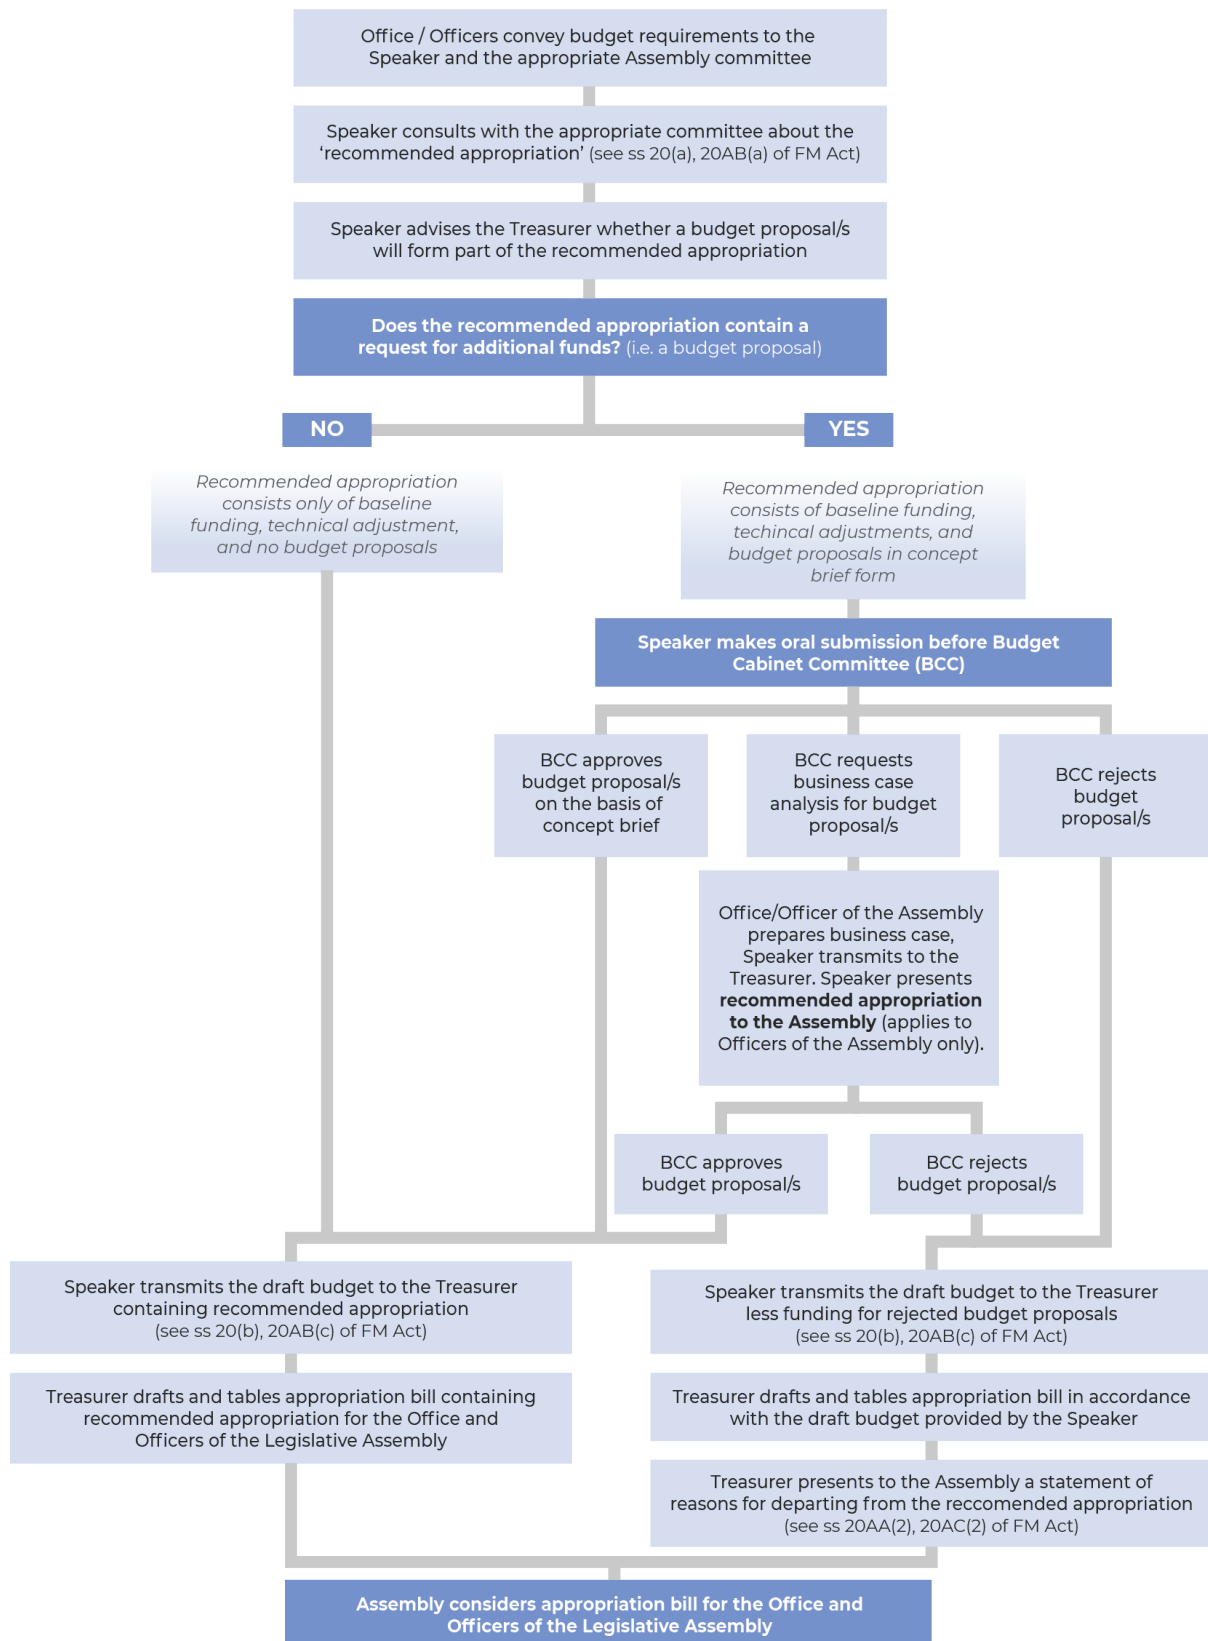 Office / Officers convey budget requirements to the
Speaker and the appropriate Assembly committee
Speaker consults with the appropriate committee about the
‘recommended appropriation’ (see ss 20(a), 20AB(a) of FM Act)
Speaker advises the Treasurer whether a budget proposal/s
will form part of the recommended appropriation
Does the recommended appropriation contain a
request for additional funds? (i.e. a budget proposal)
NO
YES
Recommended appropriation
consists only of baseline
funding, technical adjustment,
and no budget proposals
Recommended appropriation
consists of baseline funding,
techincal adjustments, and
budget proposals in concept
brief form
Speaker makes oral submission before Budget
Cabinet Committee (BCC)
BCC approves
budget proposal/s
on the basis of
concept brief
BCC requests
business case
analysis for budget
proposal/s
BCC rejects
budget
proposal/s
Office/Officer of the Assembly
prepares business case,
Speaker transmits to the
Treasurer. Speaker presents
recommended appropriation
to the Assembly (applies to
Officers of the Assembly only).
BCC approves
budget proposal/s
BCC rejects
budget proposal/s
Speaker transmits the draft budget to the Treasurer
containing recommended appropriation
(see ss 20(b), 20AB(c) of FM Act)
Treasurer drafts and tables appropriation bill containing
recommended appropriation for the Office and
Officers of the Legislative Assembly
Speaker transmits the draft budget to the Treasurer
less funding for rejected budget proposals
(see ss 20(b), 20AB(c) of FM Act)
Treasurer drafts and tables appropriation bill in accordance
with the draft budget provided by the Speaker
Treasurer presents to the Assembly a statement of
reasons for departing from the reccomended appropriation
(see ss 20AA(2), 20AC(2) of FM Act)
Assembly considers appropriation bill for the Office and
Officers of the Legislative Assembly